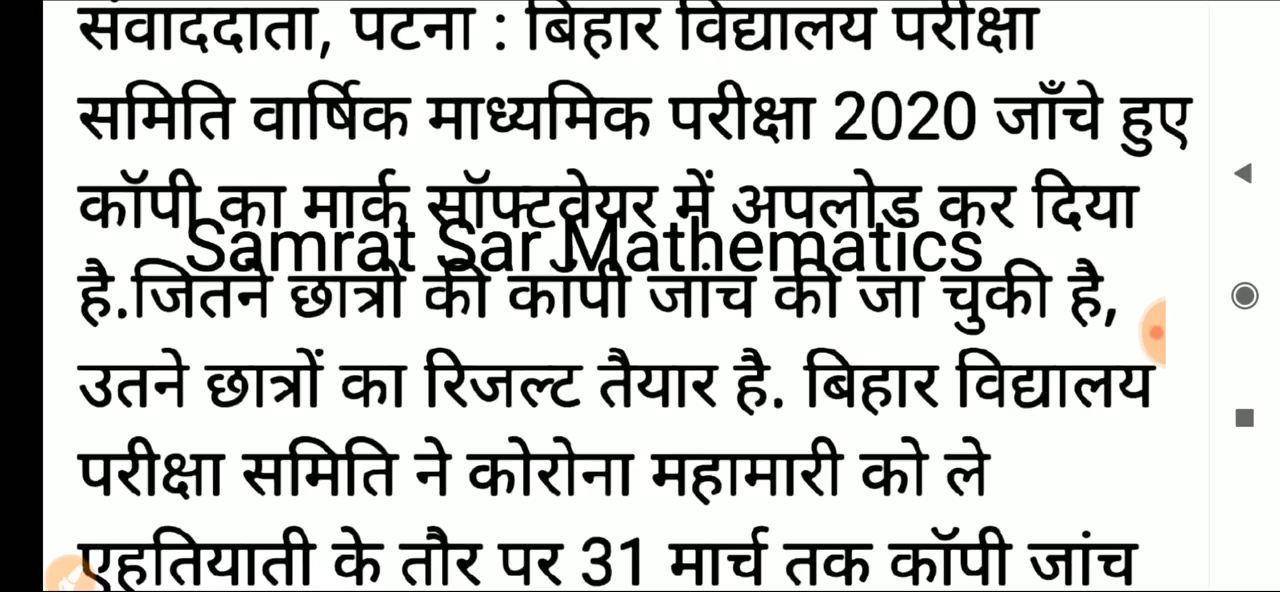 संवाददाता, पटना : बिहार विद्यालय परीक्षा
समिति वार्षिक माध्यमिक परीक्षा 2020 जाँचे हुए
कॉपी का मार्क सॉफ्टवेयर में अपलोड कर दिया
Samrat Sar Mathematics
है.जितने छात्रों की कॉपी जांच की जा चुकी है,
उतने छात्रों का रिजल्ट तैयार है. बिहार विद्यालय
परीक्षा समिति ने कोरोना महामारी को ले
एहतियाती के तौर पर 31 मार्च तक कॉपी जांच